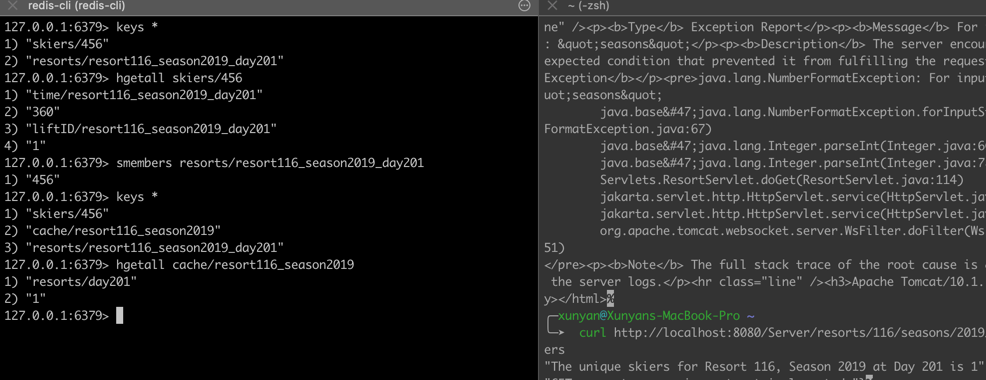 redis-cli (redis-cli)
127.0.0.1:6379> keys *
1) "skiers/456"
2) "resorts/resort116_season2019_day201"
127.0.0.1:6379> hgetall skiers/456
1) "time/resort116_season2019_day201"
2) "360"
3) "liftID/resort116_season2019_day201"
4) "1"
127.0.0.1:6379> smembers resorts/resort116_season2019_day201
1) "456"
127.0.0.1:6379> keys *
1) "skiers/456"
2) "cache/resort116_season2019"
3) "resorts/resort116_season2019_day201"
127.0.0.1:6379> hgetall cache/resort116_season2019
1) "resorts/day201"
2) "1"
127.0.0.1:6379>
~ (-zsh)
ne" /><p><b>Type</b> Exception Report</p><p><b>Message</b> For
: &quot;seasons&quot;</p><p><b>Description</b> The server encou
expected condition that prevented it from fulfilling the reques
Exception</b></p><pre>java.lang.NumberFormatException: For inpu
uot;seasons&quot;
java.base&#47;java.lang.NumberFormatException.forInputS
FormatException.java:67)
java.base&#47;java.lang.Integer.parseInt(Integer.java:6
java.base&#47;java.lang.Integer.parseInt(Integer.java:7
Servlets.ResortServlet.doGet(ResortServlet.java:114)
jakarta.servlet.http.HttpServlet.service(HttpServlet.jav
jakarta.servlet.http.HttpServlet.service(HttpServlet.jav
org.apache.tomcat.websocket.server.WsFilter.doFilter(Ws
51)
</pre><p><b>Note</b> The full stack trace of the root cause is
the server logs.</p><hr class="line" /><h3>Apache Tomcat/10.1.
y></html>%
xunyan@Xunyans-MacBook-Pro ~
curl http://localhost:8080/Server/resorts/116/seasons/2019
ers
"The unique skiers for Resort 116, Season 2019 at Day 201 is 1"